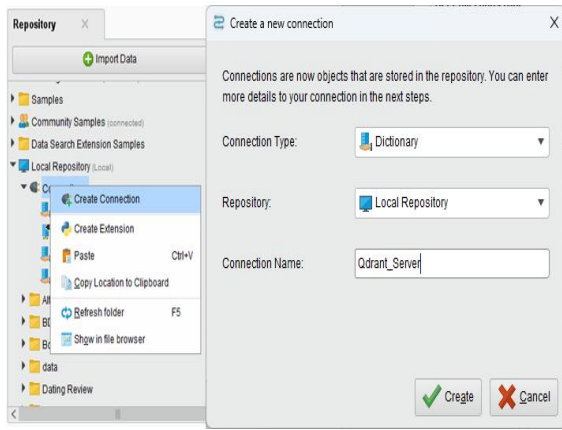 Repository
Import Data
Samples
Community Samples (connected)
Data Search Extension Samples
Local Repository (Local)
Create Connection
Create Extension
Paste Ctrl+V
Copy Location to Clipboard
Refresh folder F5
Show in file browser
data
Dating Review
Create a new connection X
Connections are now objects that are stored in the repository. You can enter
more details to your connection in the next steps.
Connection Type: Dictionary
Repository: Local Repository
Connection Name: Qdrant_Server
Create Cancel